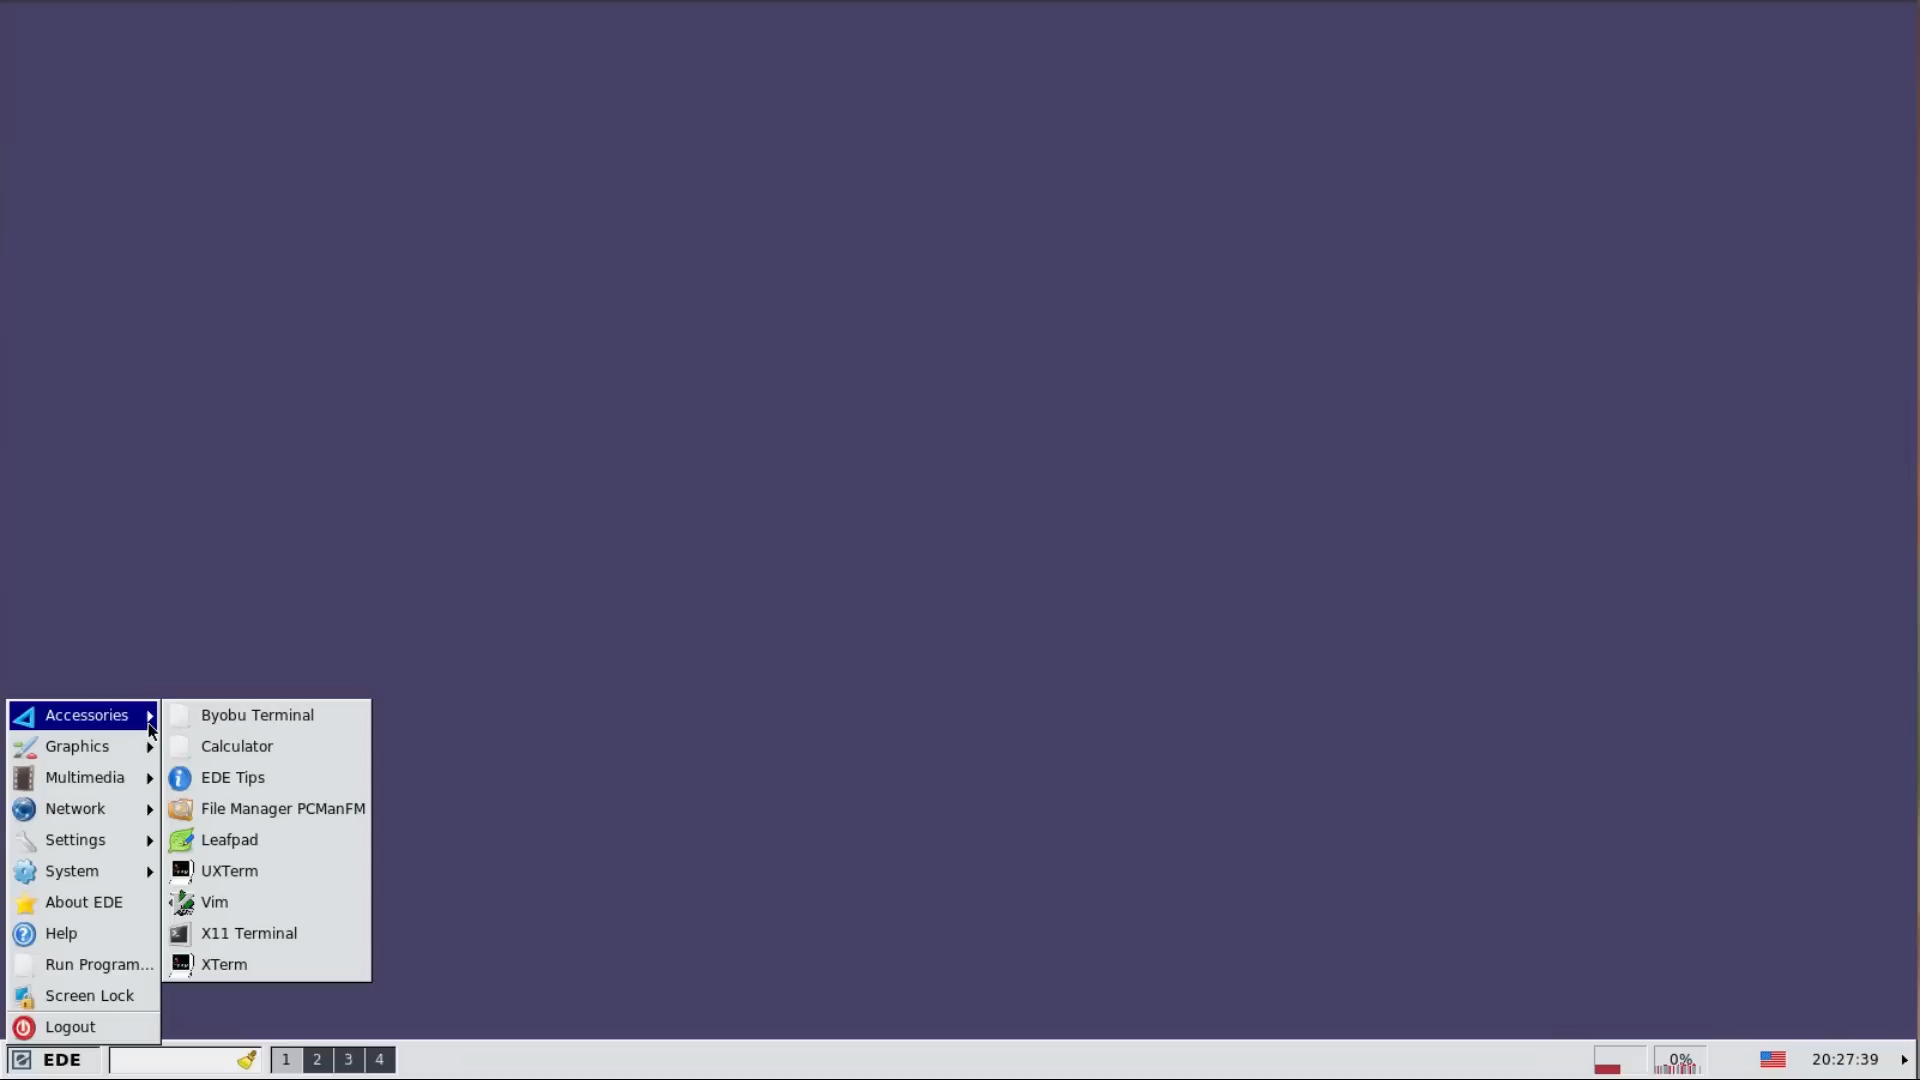 Accessories
Graphics
Multimedia
Network
Settings
System
About EDE
Help
Run Program...
Screen Lock
Logout
Byobu Terminal
Calculator
EDE Tips
File Manager PCManFM
Leafpad
UXTerm
Vim
X11 Terminal
XTerm
EDE 1 2 3 4 0% 20:27:39